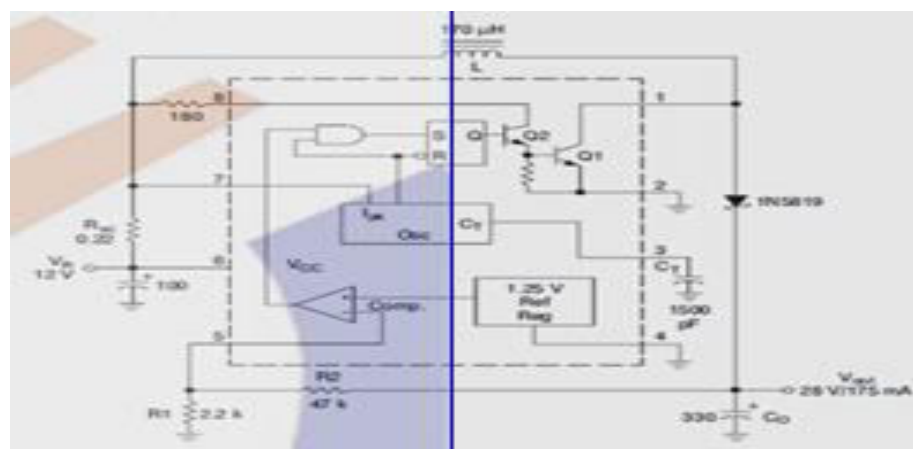 170 µH
L
8
180
1
S
Q
Q2
R
Q1
7
2
Ipk
CT
Osc
1N5819
Rsc
0.22
6
3
Vin
12 V
VCC
CT
100
1.25 V
Ref
Reg
Comp.
1500
pF
5
4
R2
47 k
Vout
28 V/175 mA
R1
2.2 k
330
CO